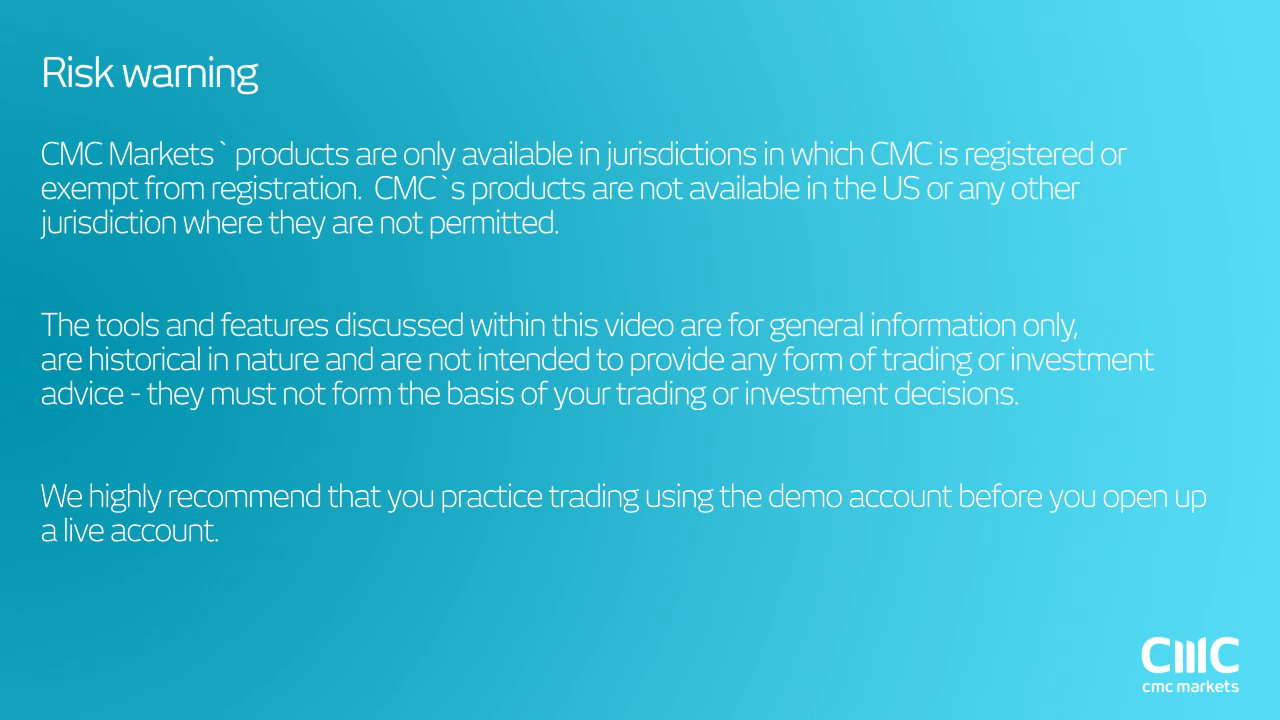 Risk warning
CMC Markets` products are only available in jurisdictions in which CMC is registered or
exempt from registration.  CMC`s products are not available in the US or any other
jurisdiction where they are not permitted.
The tools and features discussed within this video are for general information only,
are historical in nature and are not intended to provide any form of trading or investment
advice - they must not form the basis of your trading or investment decisions.
We highly recommend that you practice trading using the demo account before you open up
a live account.
CMC
cmc markets